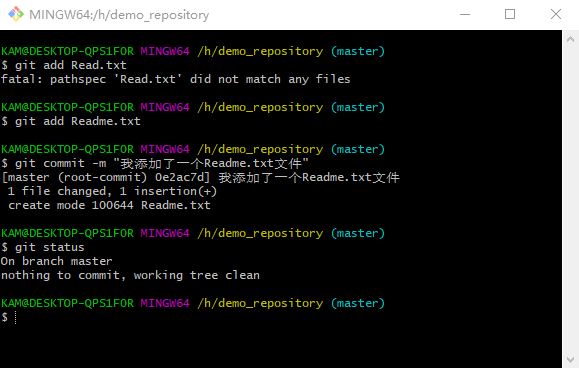 MINGW64:/h/demo_repository
KAM@DESKTOP-QPS1FOR MINGW64 /h/demo_repository (master)
$ git add Read.txt
fatal: pathspec 'Read.txt' did not match any files
KAM@DESKTOP-QPS1FOR MINGW64 /h/demo_repository (master)
$ git add Readme.txt
KAM@DESKTOP-QPS1FOR MINGW64 /h/demo_repository (master)
$ git commit -m "我添加了一个Readme.txt文件"
[master (root-commit) 0e2ac7d] 我添加了一个Readme.txt文件
 1 file changed, 1 insertion(+)
 create mode 100644 Readme.txt
KAM@DESKTOP-QPS1FOR MINGW64 /h/demo_repository (master)
$ git status
On branch master
nothing to commit, working tree clean
KAM@DESKTOP-QPS1FOR MINGW64 /h/demo_repository (master)
$